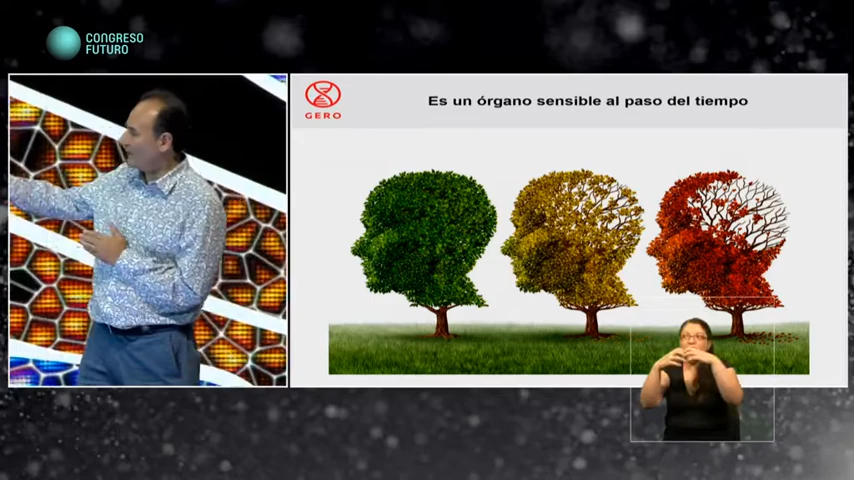 CONGRESO
FUTURO
GERO
Es un órgano sensible al paso del tiempo